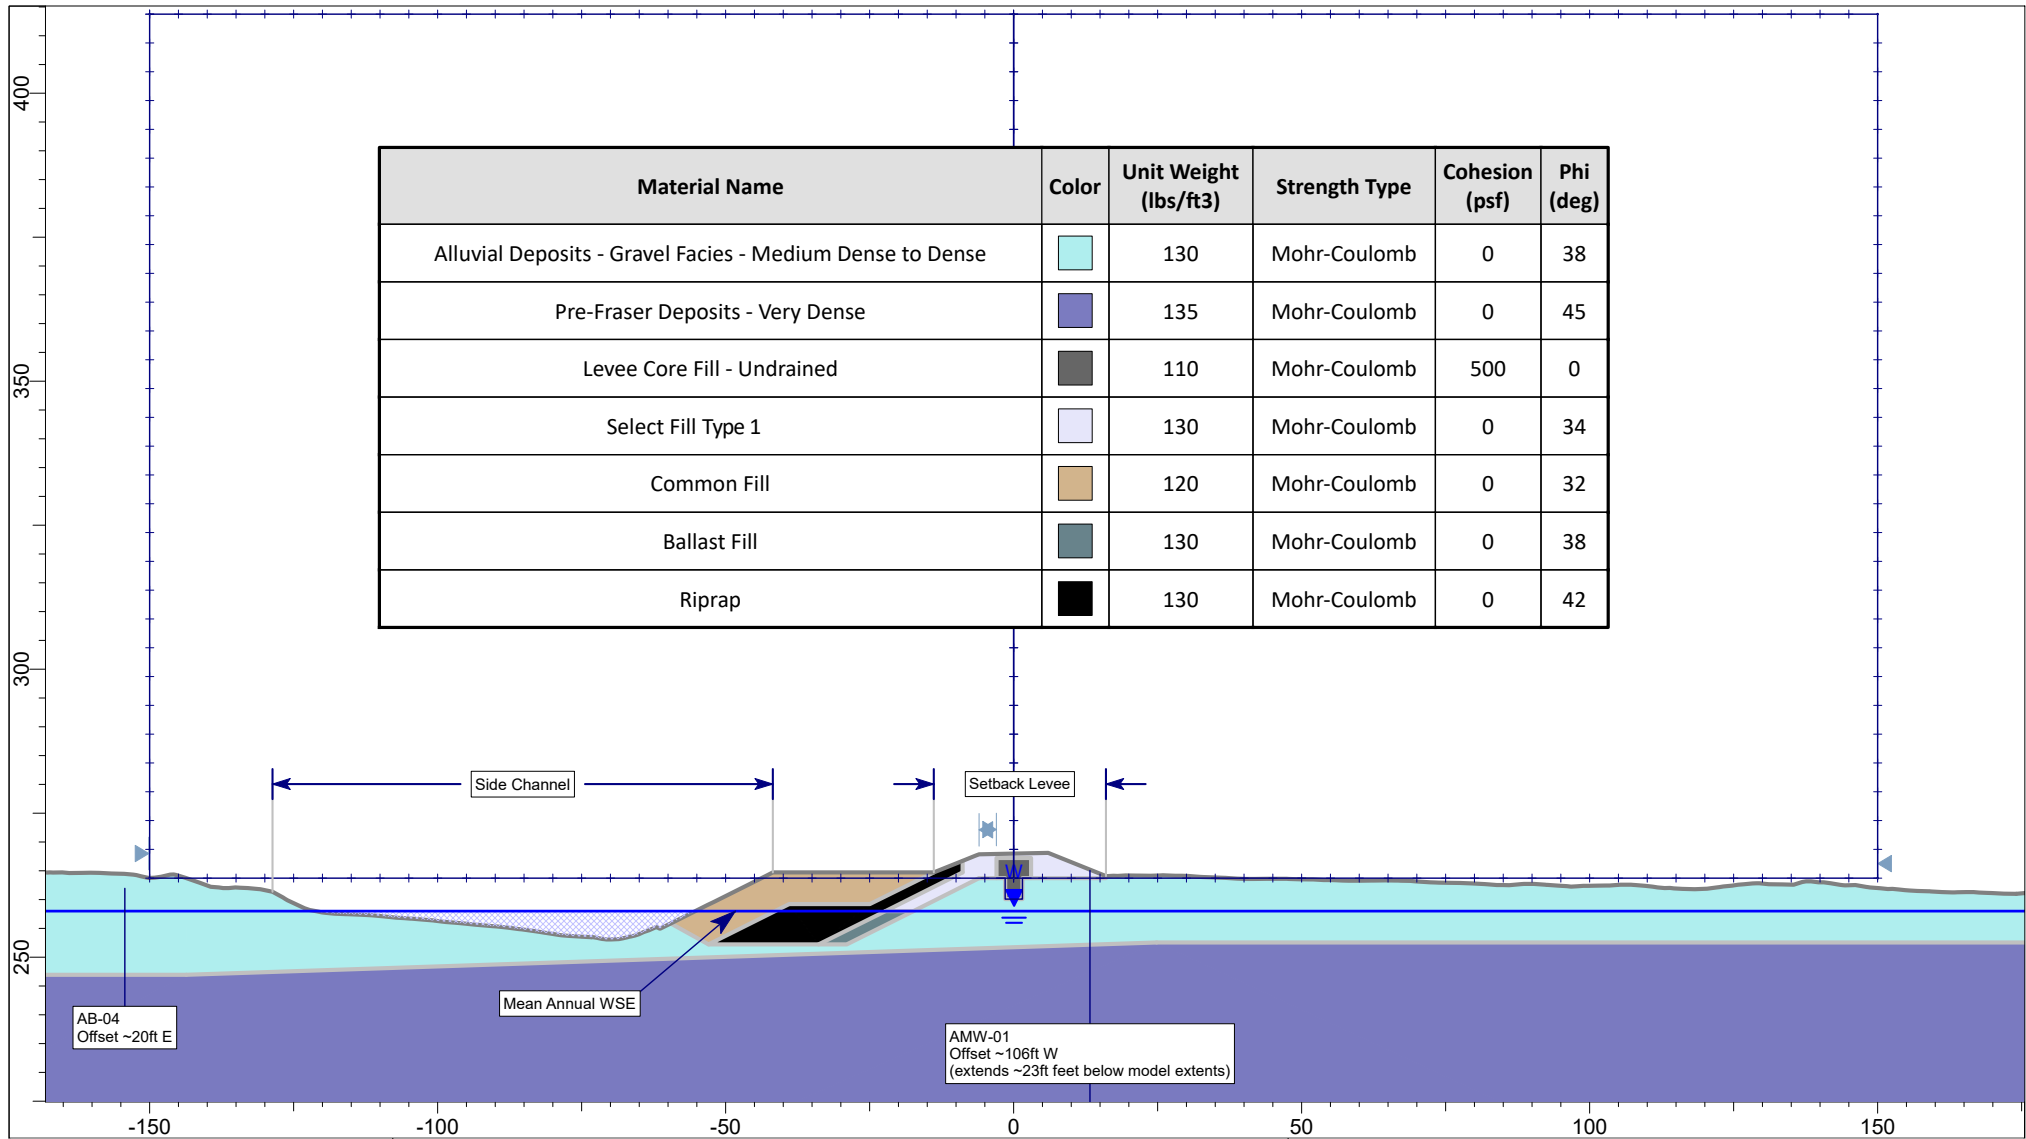 400
350
300
250
Material Name Color Unit Weight (lbs/ft3) Strength Type Cohesion (psf) Phi (deg)
Alluvial Deposits - Gravel Facies - Medium Dense to Dense 130 Mohr-Coulomb 0 38
Pre-Fraser Deposits - Very Dense 135 Mohr-Coulomb 0 45
Levee Core Fill - Undrained 110 Mohr-Coulomb 500 0
Select Fill Type 1 130 Mohr-Coulomb 0 34
Common Fill 120 Mohr-Coulomb 0 32
Ballast Fill 130 Mohr-Coulomb 0 38
Riprap 130 Mohr-Coulomb 0 42
Side Channel
Setback Levee
W
Mean Annual WSE
AB-04
Offset ~20ft E
AMW-01
Offset ~106ft W
(extends ~23ft feet below model extents)
-150 -100 -50 0 50 100 150